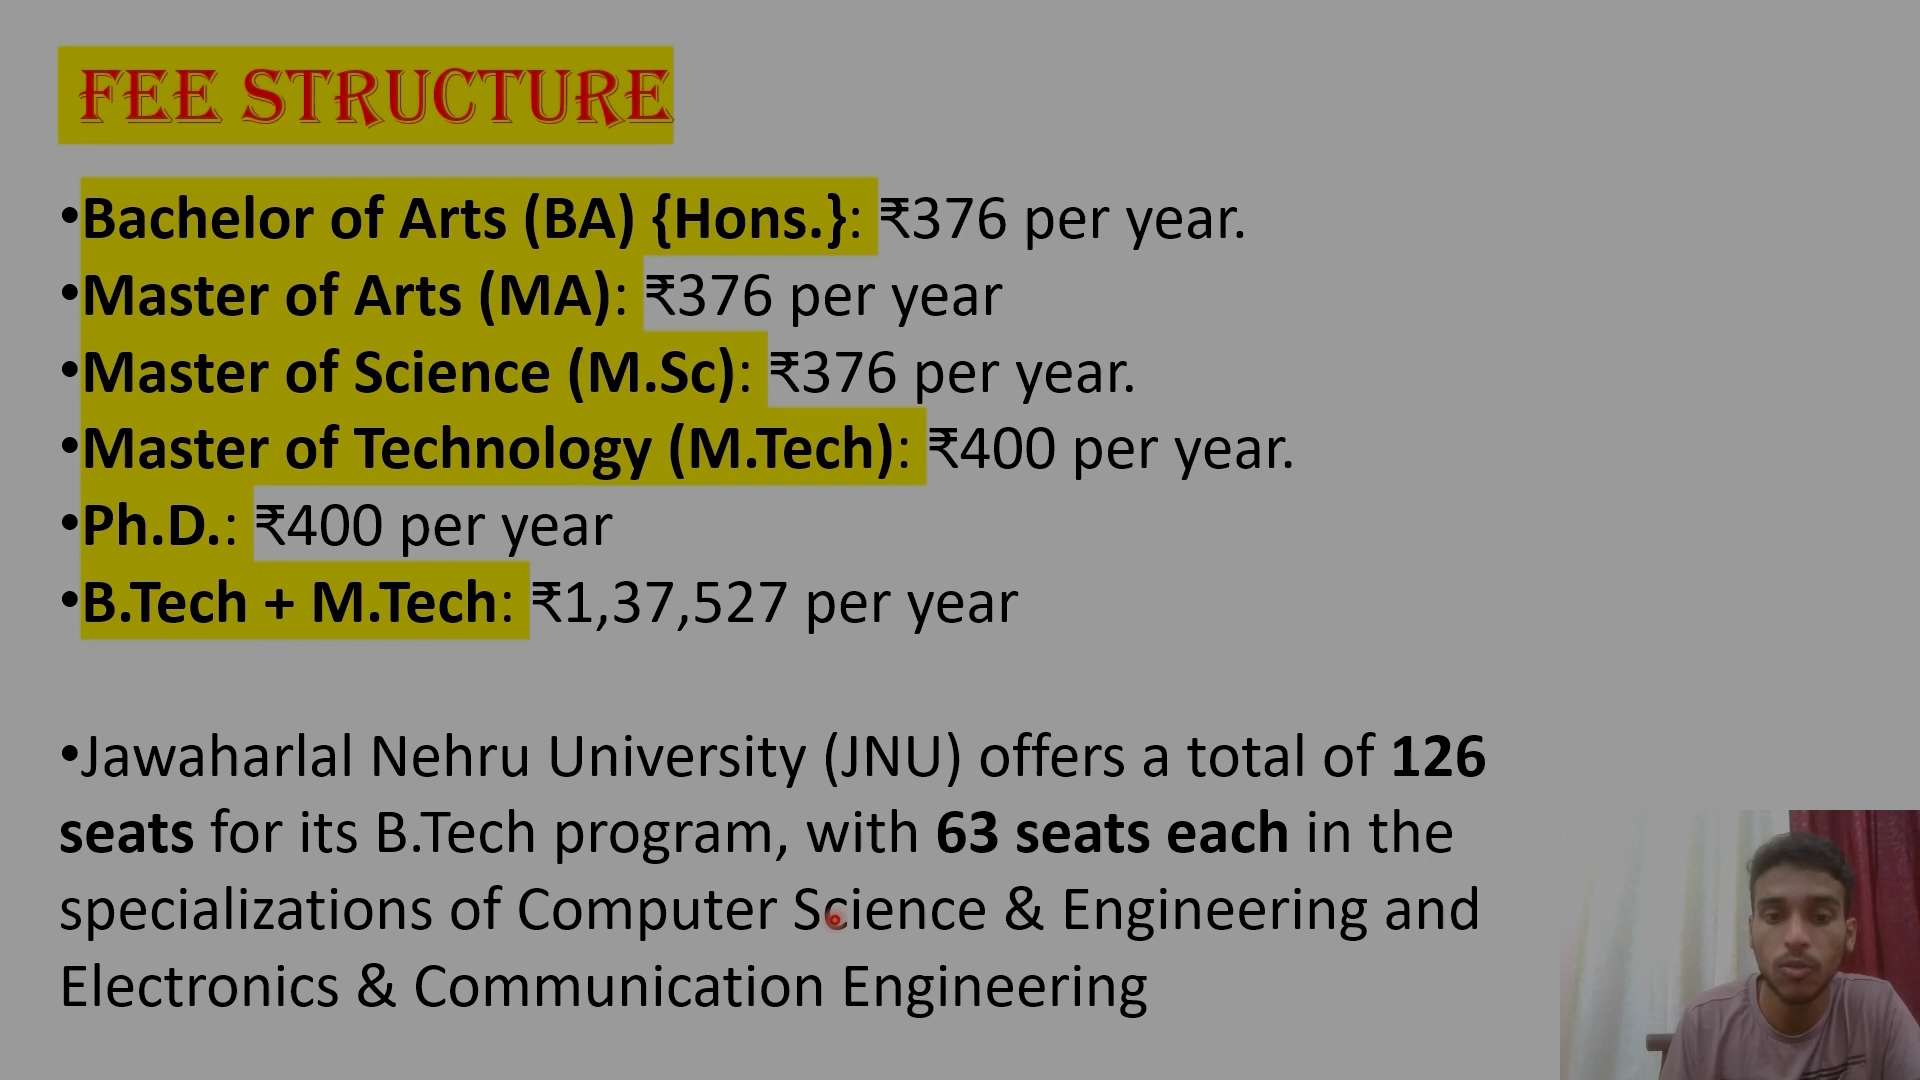 FEE STRUCTURE
•Bachelor of Arts (BA) {Hons.}: ₹376 per year.
•Master of Arts (MA): ₹376 per year
•Master of Science (M.Sc): ₹376 per year.
•Master of Technology (M.Tech): ₹400 per year.
•Ph.D.: ₹400 per year
•B.Tech + M.Tech: ₹1,37,527 per year
•Jawaharlal Nehru University (JNU) offers a total of 126
seats for its B.Tech program, with 63 seats each in the
specializations of Computer Science & Engineering and
Electronics & Communication Engineering